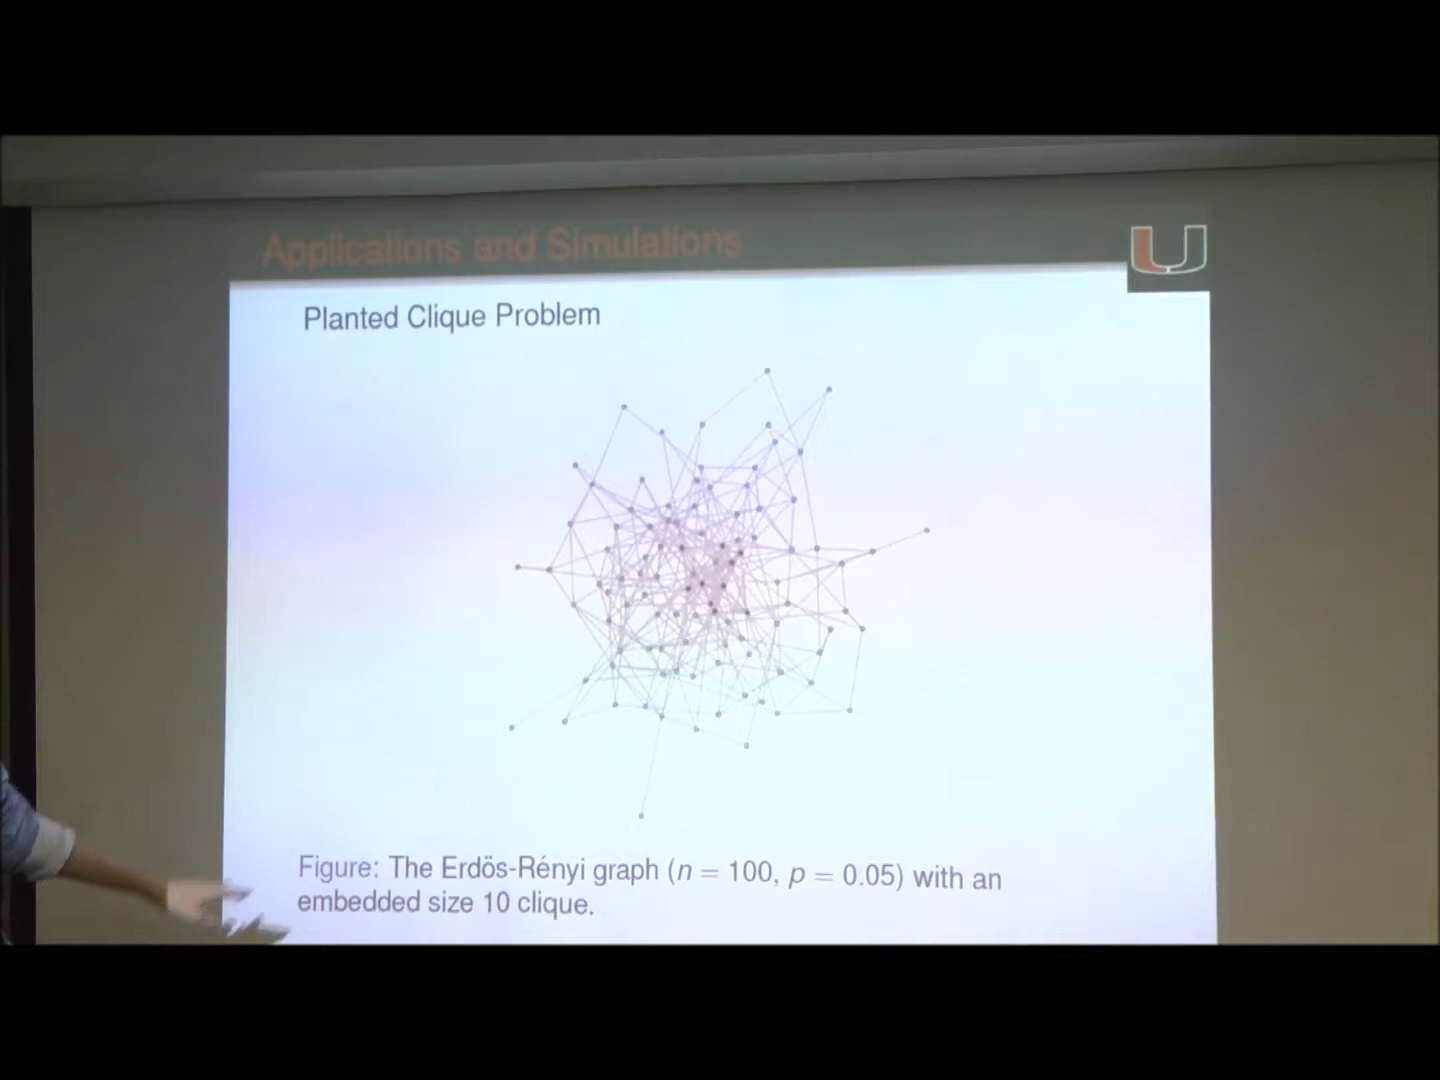 Applications and Simulations
Planted Clique Problem
Figure: The Erdös-Rényi graph (n = 100, p = 0.05) with an
embedded size 10 clique.